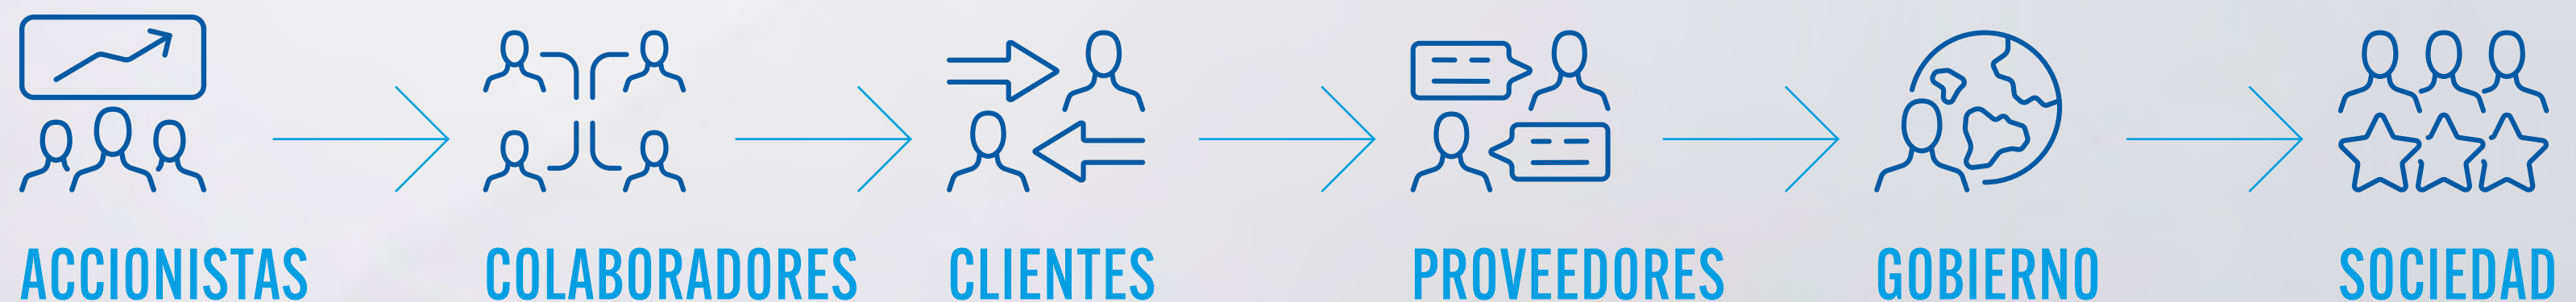 ACCIONISTAS
COLABORADORES
CLIENTES
PROVEEDORES
GOBIERNO
SOCIEDAD